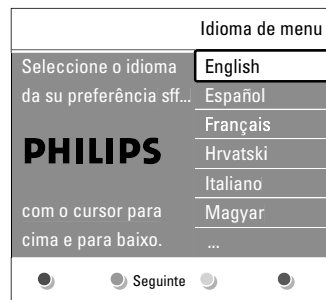 Idioma de menu
Seleccione o idioma
da su preferência sff...
PHILIPS
com o cursor para
cima e para baixo.
English
Español
Français
Hrvatski
Italiano
Magyar
...
Seguinte